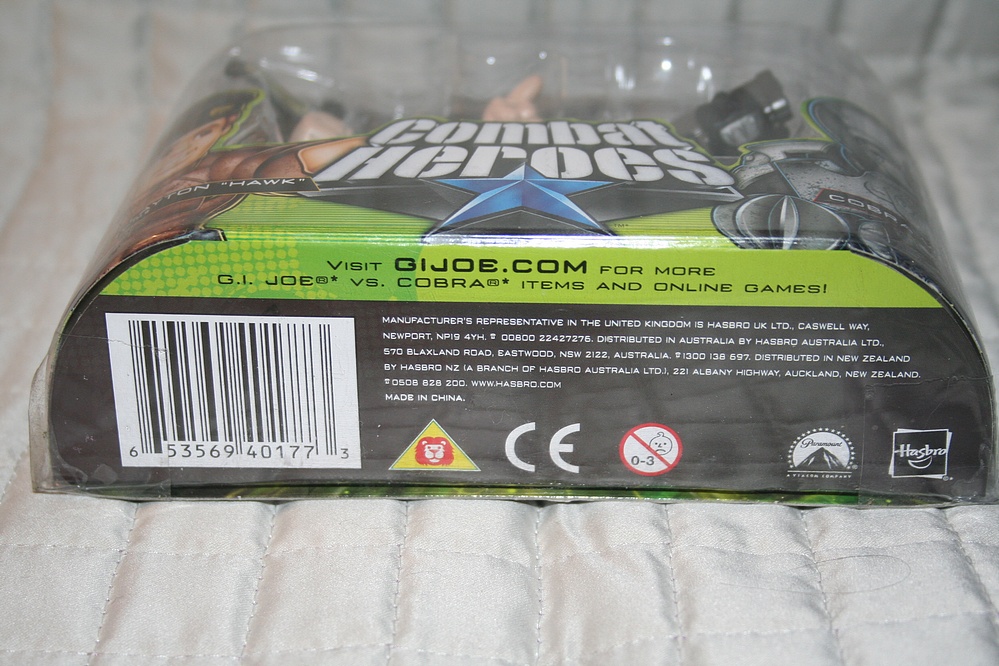 Combat
Heroes
"HAWK"
™
VISIT GIJOE.COM FOR MORE
G.I. JOE®* VS. COBRA®* ITEMS AND ONLINE GAMES!
MANUFACTURER'S REPRESENTATIVE IN THE UNITED KINGDOM IS HASBRO UK LTD., CASWELL WAY,
NEWPORT, NP19 4YH. 00800 22427276. DISTRIBUTED IN AUSTRALIA BY HASBRO AUSTRALIA LTD.,
570 BLAXLAND ROAD, EASTWOOD, NSW 2122, AUSTRALIA. 1300 138 697. DISTRIBUTED IN NEW ZEALAND
BY HASBRO NZ (A BRANCH OF HASBRO AUSTRALIA LTD.), 221 ALBANY HIGHWAY, AUCKLAND, NEW ZEALAND.
0508 828 200. WWW.HASBRO.COM
MADE IN CHINA.
6 53569 40177 3
CE
0-3
Paramount
A VIACOM COMPANY
Hasbro